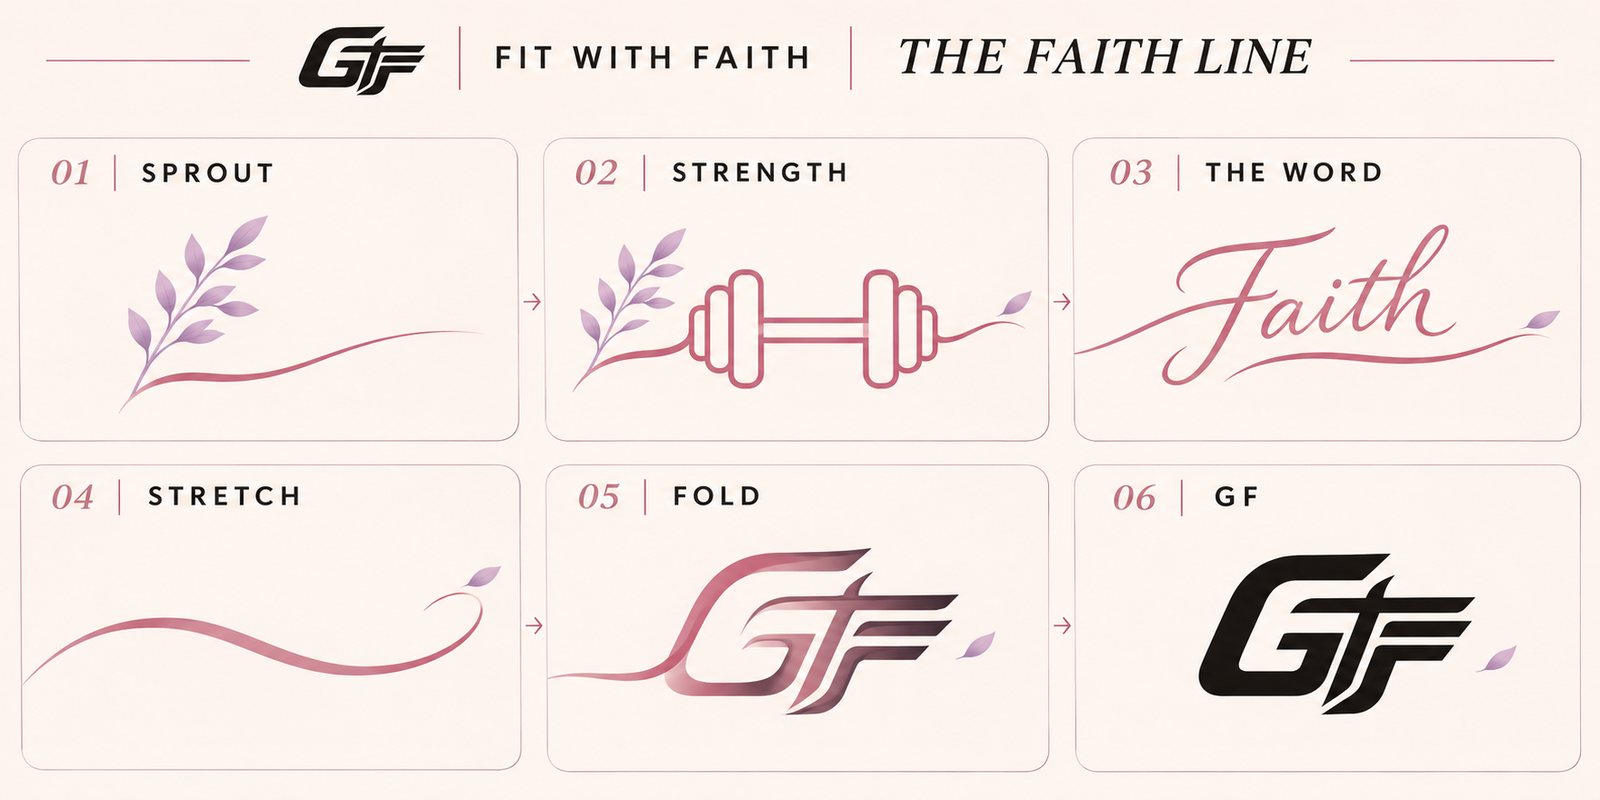 GF
FIT WITH FAITH
THE FAITH LINE
01 | SPROUT
02 | STRENGTH
03 | THE WORD
Faith
04 | STRETCH
05 | FOLD
GF
06 | GF
GF